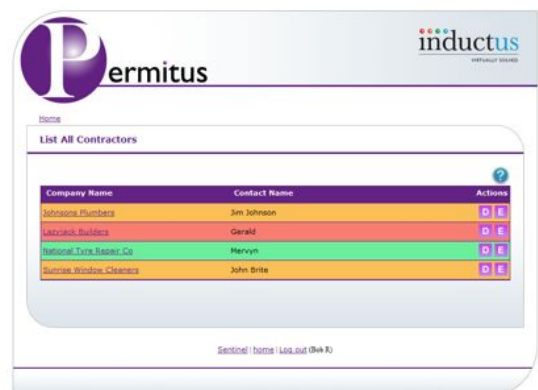 Permitus
inductus
VIRTUALLY SIGNED
Home
List All Contractors
?
Company Name Contact Name Actions
Johnsons Plumbers Jim Johnson D E
Lazyjack Builders Gerald D E
National Tyre Repair Co Mervyn D E
Sunrise Window Cleaners John Brite D E
Sentinel | home | Log out (Bob R)